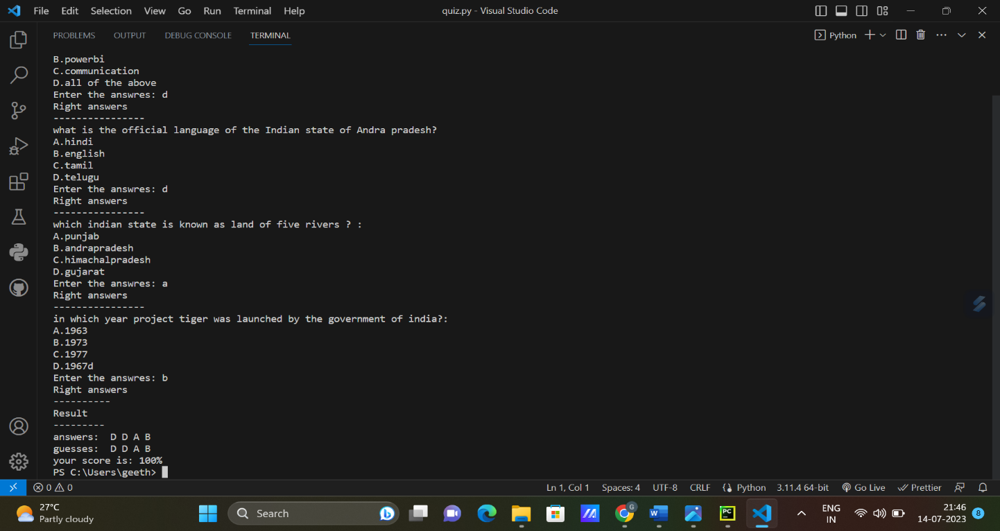 File Edit Selection View Go Run Terminal Help quiz.py - Visual Studio Code
PROBLEMS OUTPUT DEBUG CONSOLE TERMINAL Python
B.powerbi
C.communication
D.all of the above
Enter the answres: d
Right answers
----------------
what is the official language of the Indian state of Andra pradesh?
A.hindi
B.english
C.tamil
D.telugu
Enter the answres: d
Right answers
----------------
which indian state is known as land of five rivers ? :
A.punjab
B.andrapradesh
C.himachalpradesh
D.gujarat
Enter the answres: a
Right answers
----------------
in which year project tiger was launched by the government of india?:
A.1963
B.1973
C.1977
D.1967d
Enter the answres: b
Right answers
----------
Result
---------
answers:  D D A B
guesses:  D D A B
your score is: 100%
PS C:\Users\geeth>
0 0 Ln 1, Col 1 Spaces: 4 UTF-8 CRLF Python 3.11.4 64-bit Go Live Prettier
27°C
Partly cloudy
Search
G
PC
ENG
IN
21:46
14-07-2023
8